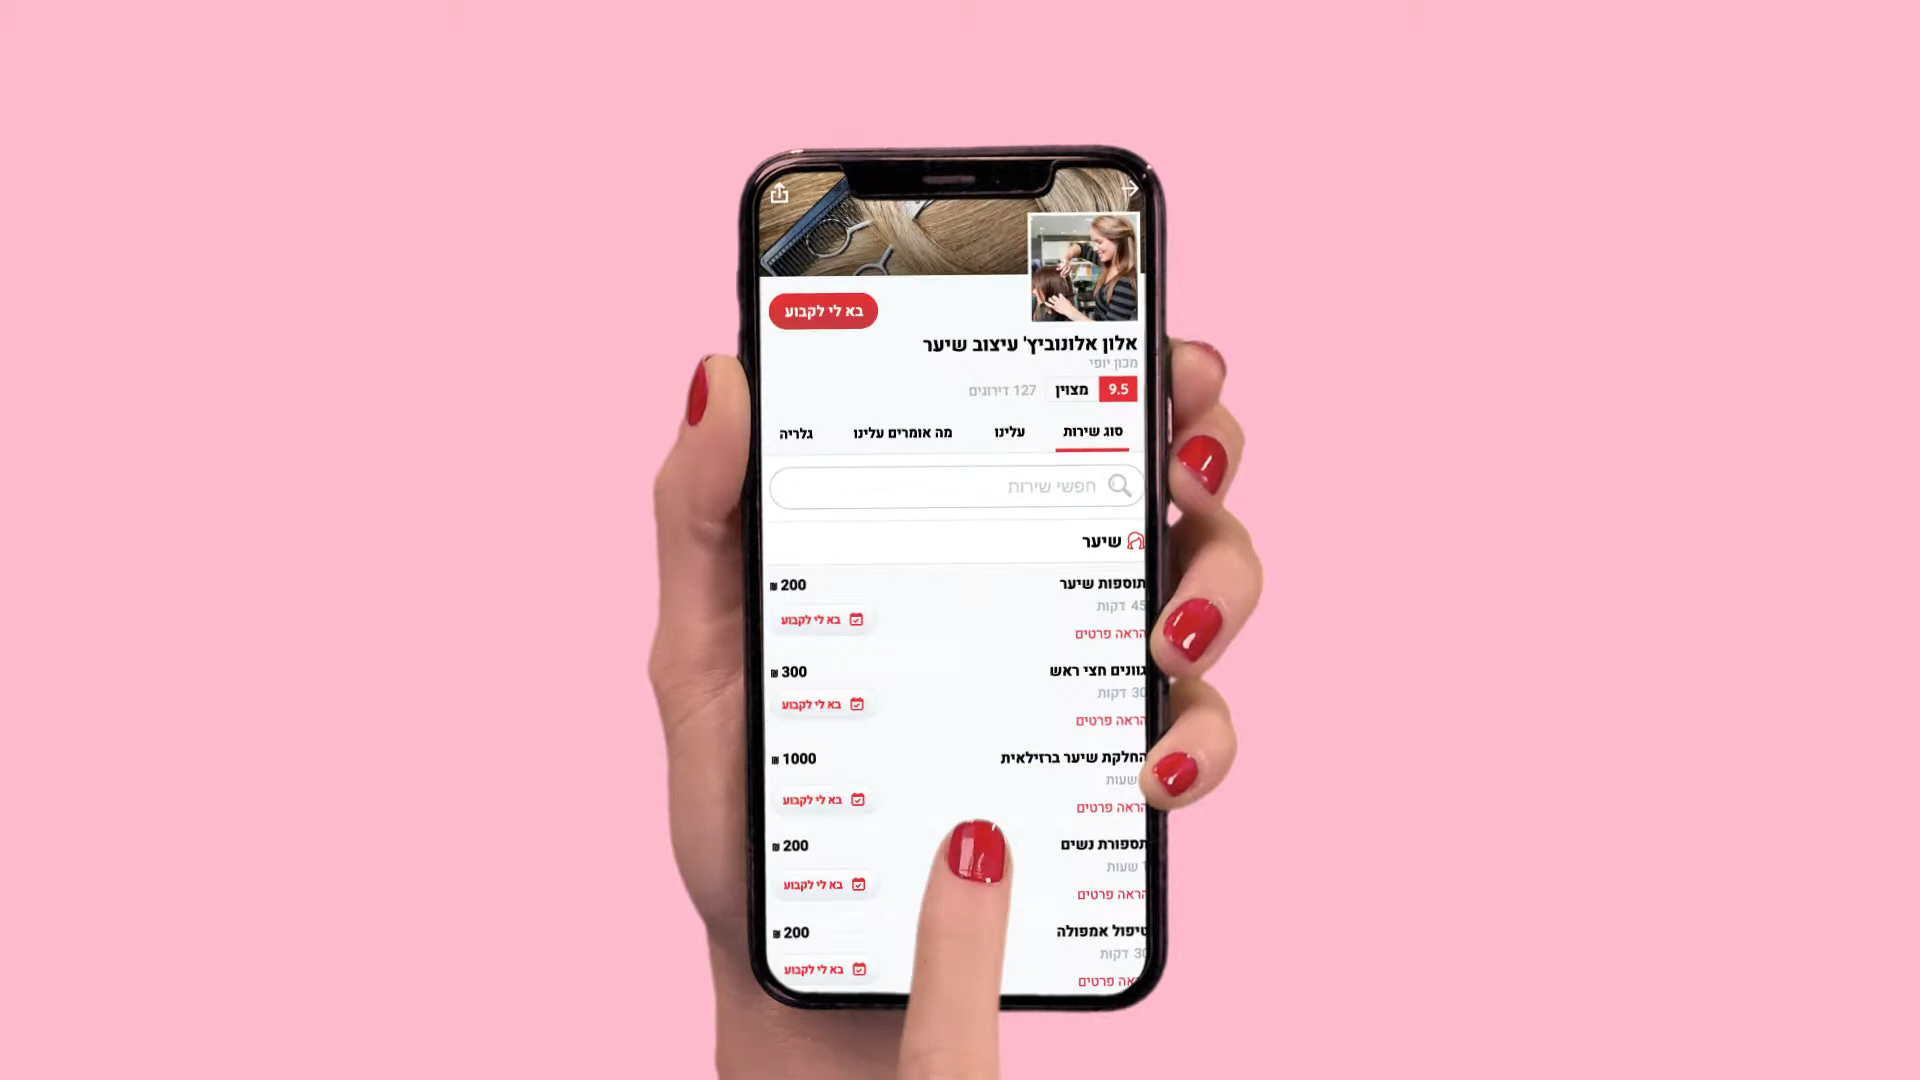 בא לי לקבוע
אלון אלונוביץ' עיצוב שיער
מכון יופי
9.5 מצוין 127 דירוגים
סוג שירות עלינו מה אומרים עלינו גלריה
חפשי שירות
שיער
תוספות שיער ₪ 200
45 דקות
בא לי לקבוע
הראה פרטים
גוונים חצי ראש ₪ 300
30 דקות
בא לי לקבוע
הראה פרטים
החלקת שיער ברזילאית ₪ 1000
שעות
בא לי לקבוע
הראה פרטים
תספורת נשים ₪ 200
שעות
בא לי לקבוע
הראה פרטים
טיפול אמפולה ₪ 200
30 דקות
בא לי לקבוע
הראה פרטים